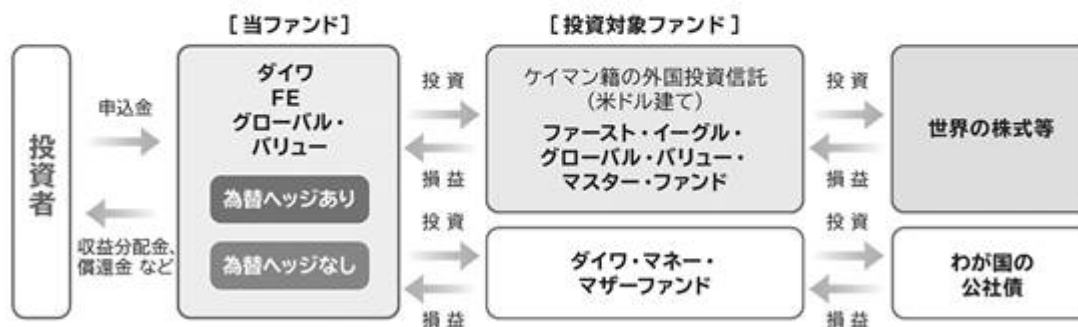 [当ファンド]
[投資対象ファンド]
投資者
申込金
収益分配金、
償還金 など
ダイワ
FE
グローバル・
バリュー
為替ヘッジあり
為替ヘッジなし
投資
損益
投資
損益
ケイマン籍の外国投資信託
(米ドル建て)
ファースト・イーグル・
グローバル・バリュー・
マスター・ファンド
ダイワ・マネー・
マザーファンド
投資
損益
投資
損益
世界の株式等
わが国の
公社債